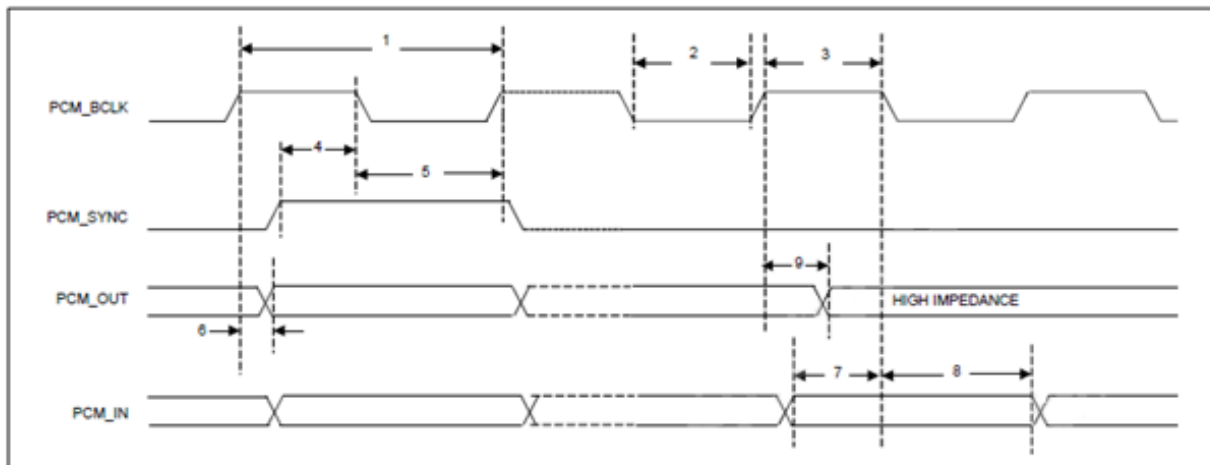 1
2
3
PCM_BCLK
4
5
PCM_SYNC
9
PCM_OUT
HIGH IMPEDANCE
6
7
8
PCM_IN